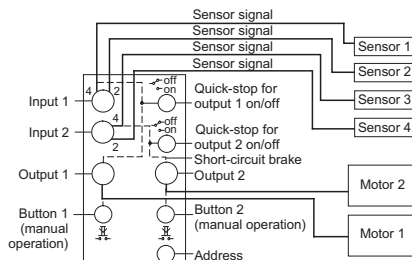 Sensor signal
Sensor signal
Sensor signal
Sensor signal
Sensor 1
Sensor 2
Sensor 3
Sensor 4
4
2
off
on
Input 1
Quick-stop for
output 1 on/off
4
off
on
Input 2
2
Quick-stop for
output 2 on/off
Short-circuit brake
Output 1
Output 2
Motor 2
Button 1
(manual
operation)
Button 2
(manual operation)
Motor 1
Address